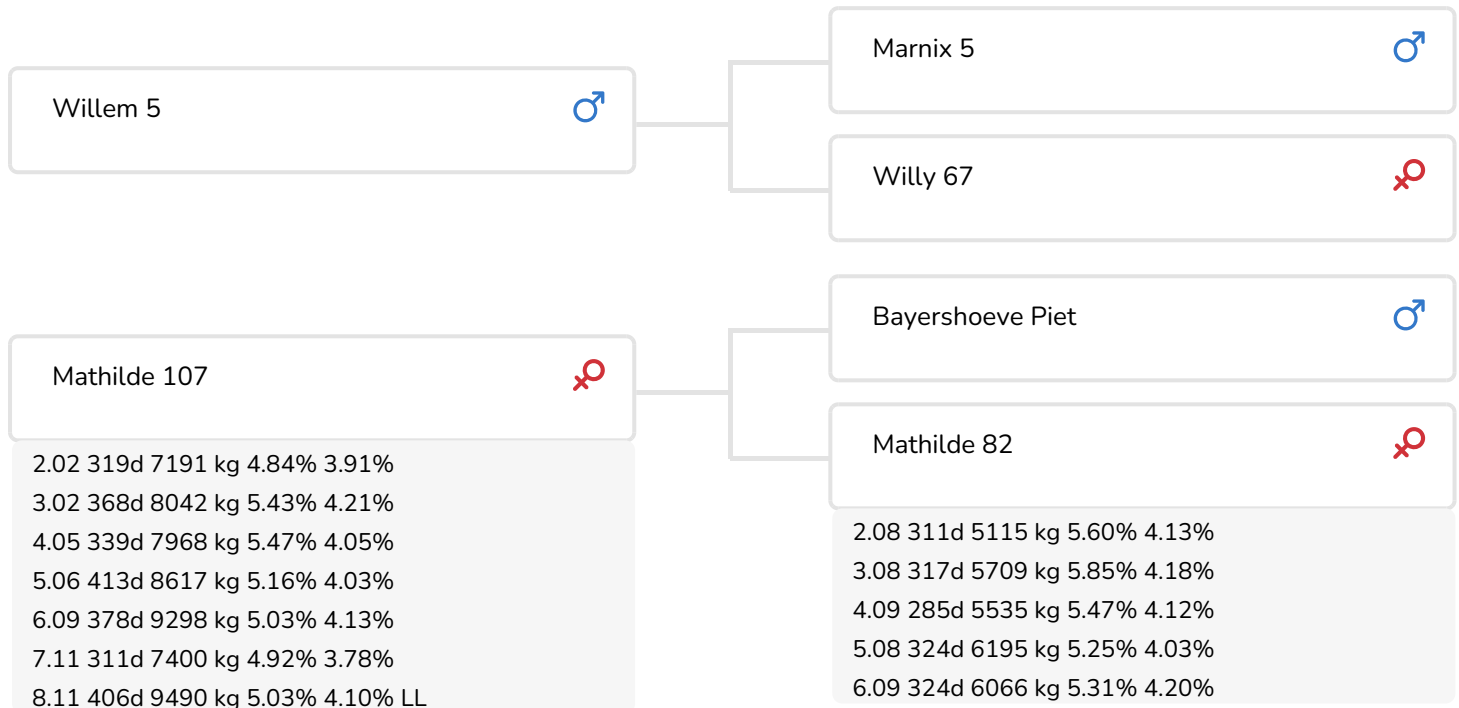 Willem 5
Marnix 5
Willy 67
Mathilde 107
2.02 319d 7191 kg 4.84% 3.91%
3.02 368d 8042 kg 5.43% 4.21%
4.05 339d 7968 kg 5.47% 4.05%
5.06 413d 8617 kg 5.16% 4.03%
6.09 378d 9298 kg 5.03% 4.13%
7.11 311d 7400 kg 4.92% 3.78%
8.11 406d 9490 kg 5.03% 4.10% LL
Bayershoeve Piet
Mathilde 82
2.08 311d 5115 kg 5.60% 4.13%
3.08 317d 5709 kg 5.85% 4.18%
4.09 285d 5535 kg 5.47% 4.12%
5.08 324d 6195 kg 5.25% 4.03%
6.09 324d 6066 kg 5.31% 4.20%